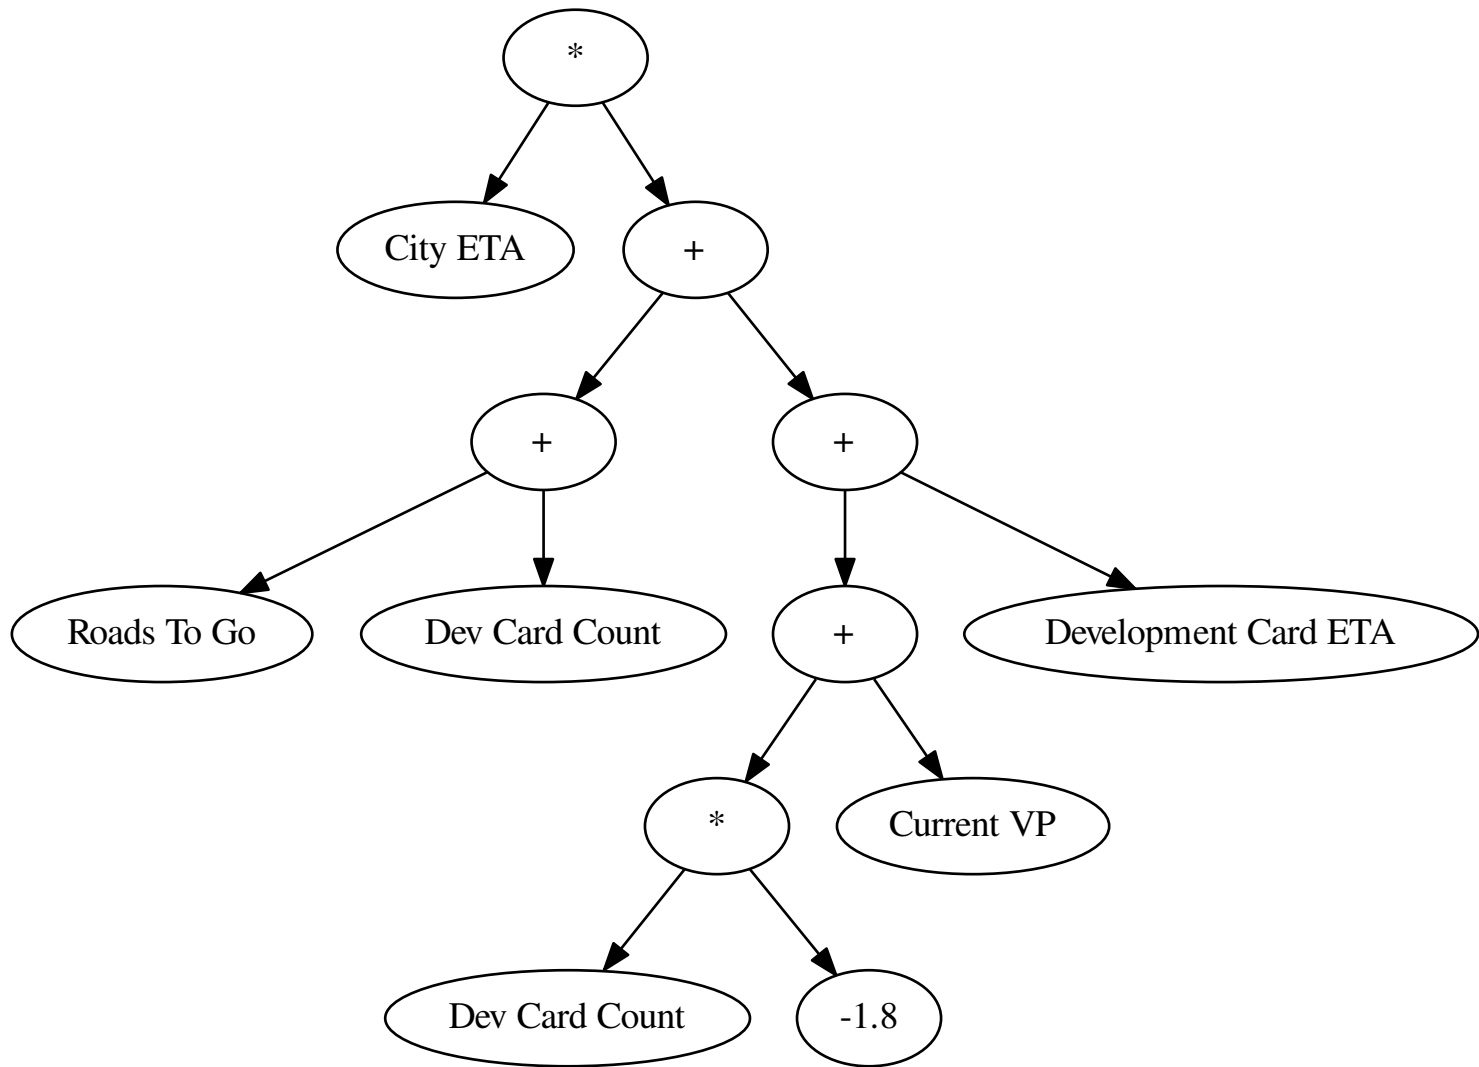 *
City ETA
+
+
+
Roads To Go
Dev Card Count
+
Development Card ETA
*
Current VP
Dev Card Count
-1.8